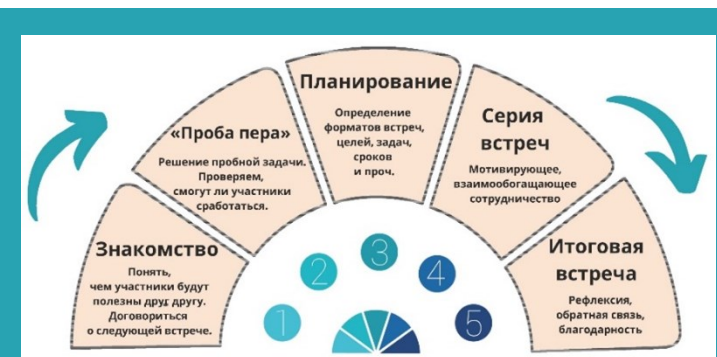 Знакомство
Понять,
чем участники будут
полезны друг другу.
Договориться
о следующей встрече.
«Проба пера»
Решение пробной задачи.
Проверяем,
смогут ли участники
сработаться.
Планирование
Определение
форматов встреч,
целей, задач,
сроков
и проч.
Серия
встреч
Мотивирующее,
взаимообогащающее
сотрудничество
Итоговая
встреча
Рефлексия,
обратная связь,
благодарность
1
2
3
4
5